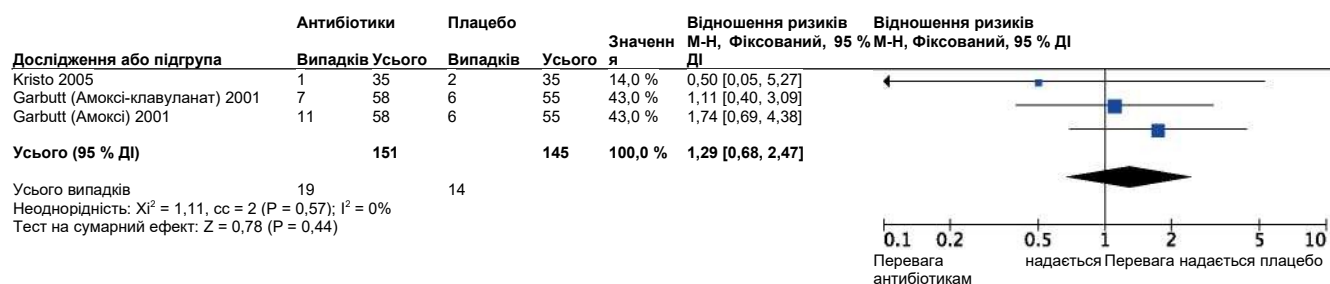 Антибіотики Плацебо Відношення ризиків Відношення ризиків
Значенн М-Н, Фіксований, 95 % М-Н, Фіксований, 95 % ДІ
Дослідження або підгрупа Випадків Усього Випадків Усього я ДІ
Kristo 2005 1 35 2 35 14,0 % 0,50 [0,05, 5,27]
Garbutt (Амоксі-клавуланат) 2001 7 58 6 55 43,0 % 1,11 [0,40, 3,09]
Garbutt (Амоксі) 2001 11 58 6 55 43,0 % 1,74 [0,69, 4,38]
Усього (95 % ДІ) 151 145 100,0 % 1,29 [0,68, 2,47]
Усього випадків 19 14
Неоднорідність: Xi² = 1,11, сс = 2 (P = 0,57); I² = 0%
Тест на сумарний ефект: Z = 0,78 (P = 0,44)
0.1 0.2 0.5 1 2 5 10
Перевага надається Перевага надається плацебо
антибіотикам